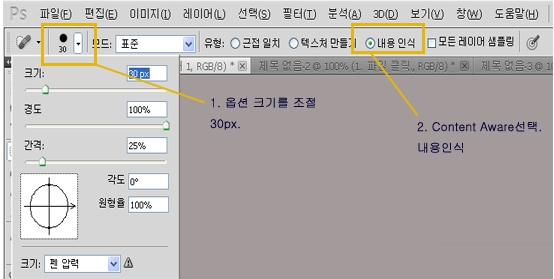 Ps 파일(F) 편집(E) 이미지(I) 레이어(L) 선택(S) 필터(T) 분석(A) 3D(D) 보기(V) 창(W) 도움말(H)
30 모드: 표준 유형: 근접 일치 텍스처 만들기 내용 인식 모든 레이어 샘플링
1, RGB/8) * 제목 없음-2 @ 100% RGB/8) * 제목 없음-3 @
크기: 30 px
경도 100%
간격: 25%
각도 0°
원형율 100%
크기: 펜 압력
1. 옵션 크기를 조절
30px.
2. Content Aware선택.
내용인식